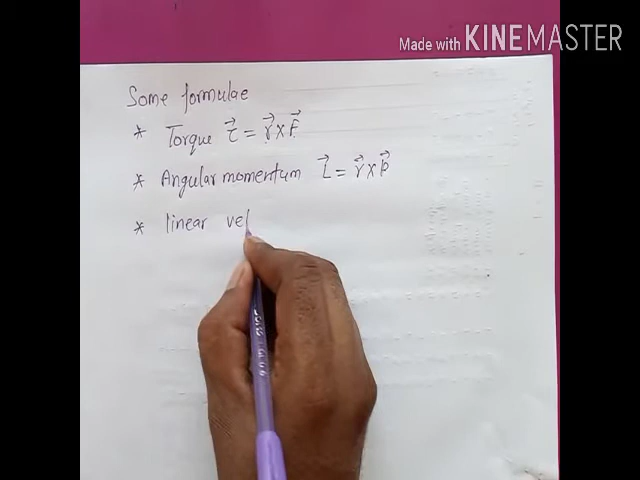 Made with KINEMASTER
Some formulae
* Torque τ⃗ = r⃗ x F⃗
* Angular momentum L⃗ = r⃗ x p⃗
* linear vel